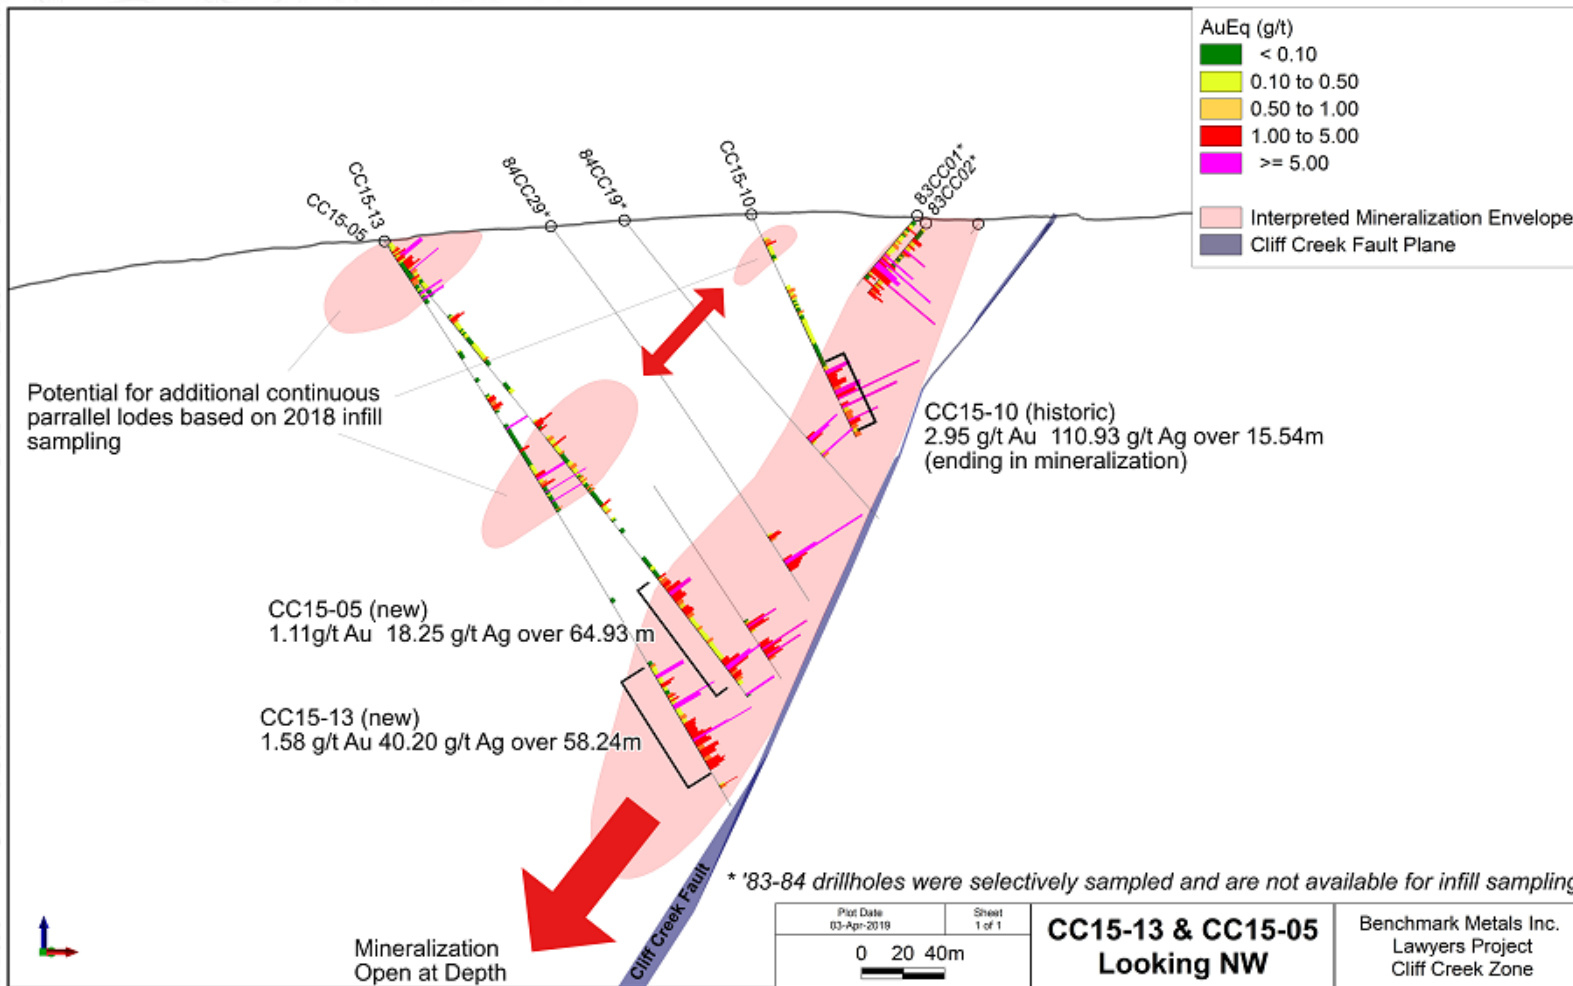 AuEq (g/t)
< 0.10
0.10 to 0.50
0.50 to 1.00
1.00 to 5.00
>= 5.00
Interpreted Mineralization Envelope
Cliff Creek Fault Plane
CC15-05
CC15-13
84CC29*
84CC19*
CC15-10
83CC01*
83CC02*
Potential for additional continuous
parrallel lodes based on 2018 infill
sampling
CC15-10 (historic)
2.95 g/t Au 110.93 g/t Ag over 15.54m
(ending in mineralization)
CC15-05 (new)
1.11g/t Au 18.25 g/t Ag over 64.93 m
CC15-13 (new)
1.58 g/t Au 40.20 g/t Ag over 58.24m
Mineralization
Open at Depth
Cliff Creek Fault
* '83-84 drillholes were selectively sampled and are not available for infill sampling
Plot Date
03-Apr-2019
Sheet
1 of 1
0 20 40m
CC15-13 & CC15-05
Looking NW
Benchmark Metals Inc.
Lawyers Project
Cliff Creek Zone